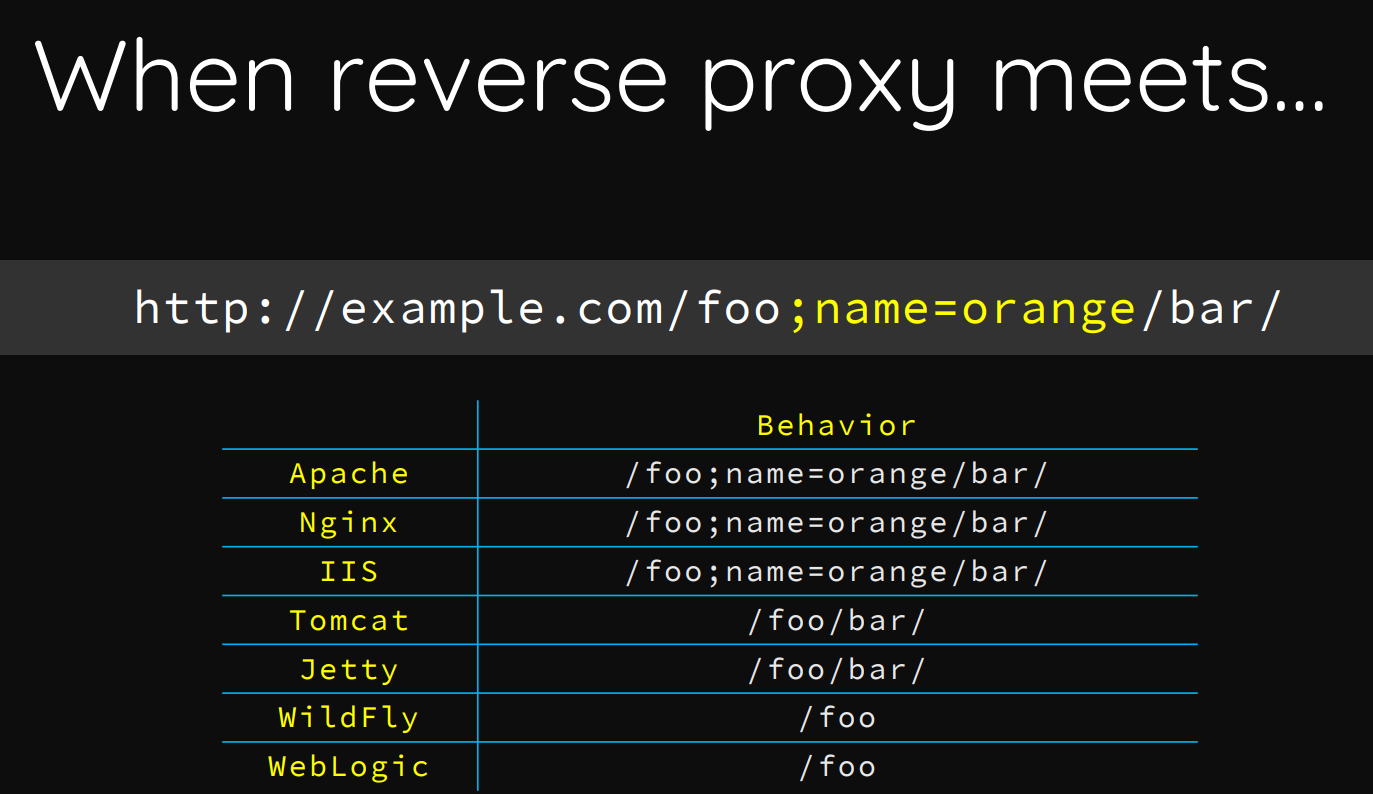 When reverse proxy meets...
http://example.com/foo;name=orange/bar/
Behavior
Apache /foo;name=orange/bar/
Nginx /foo;name=orange/bar/
IIS /foo;name=orange/bar/
Tomcat /foo/bar/
Jetty /foo/bar/
WildFly /foo
WebLogic /foo